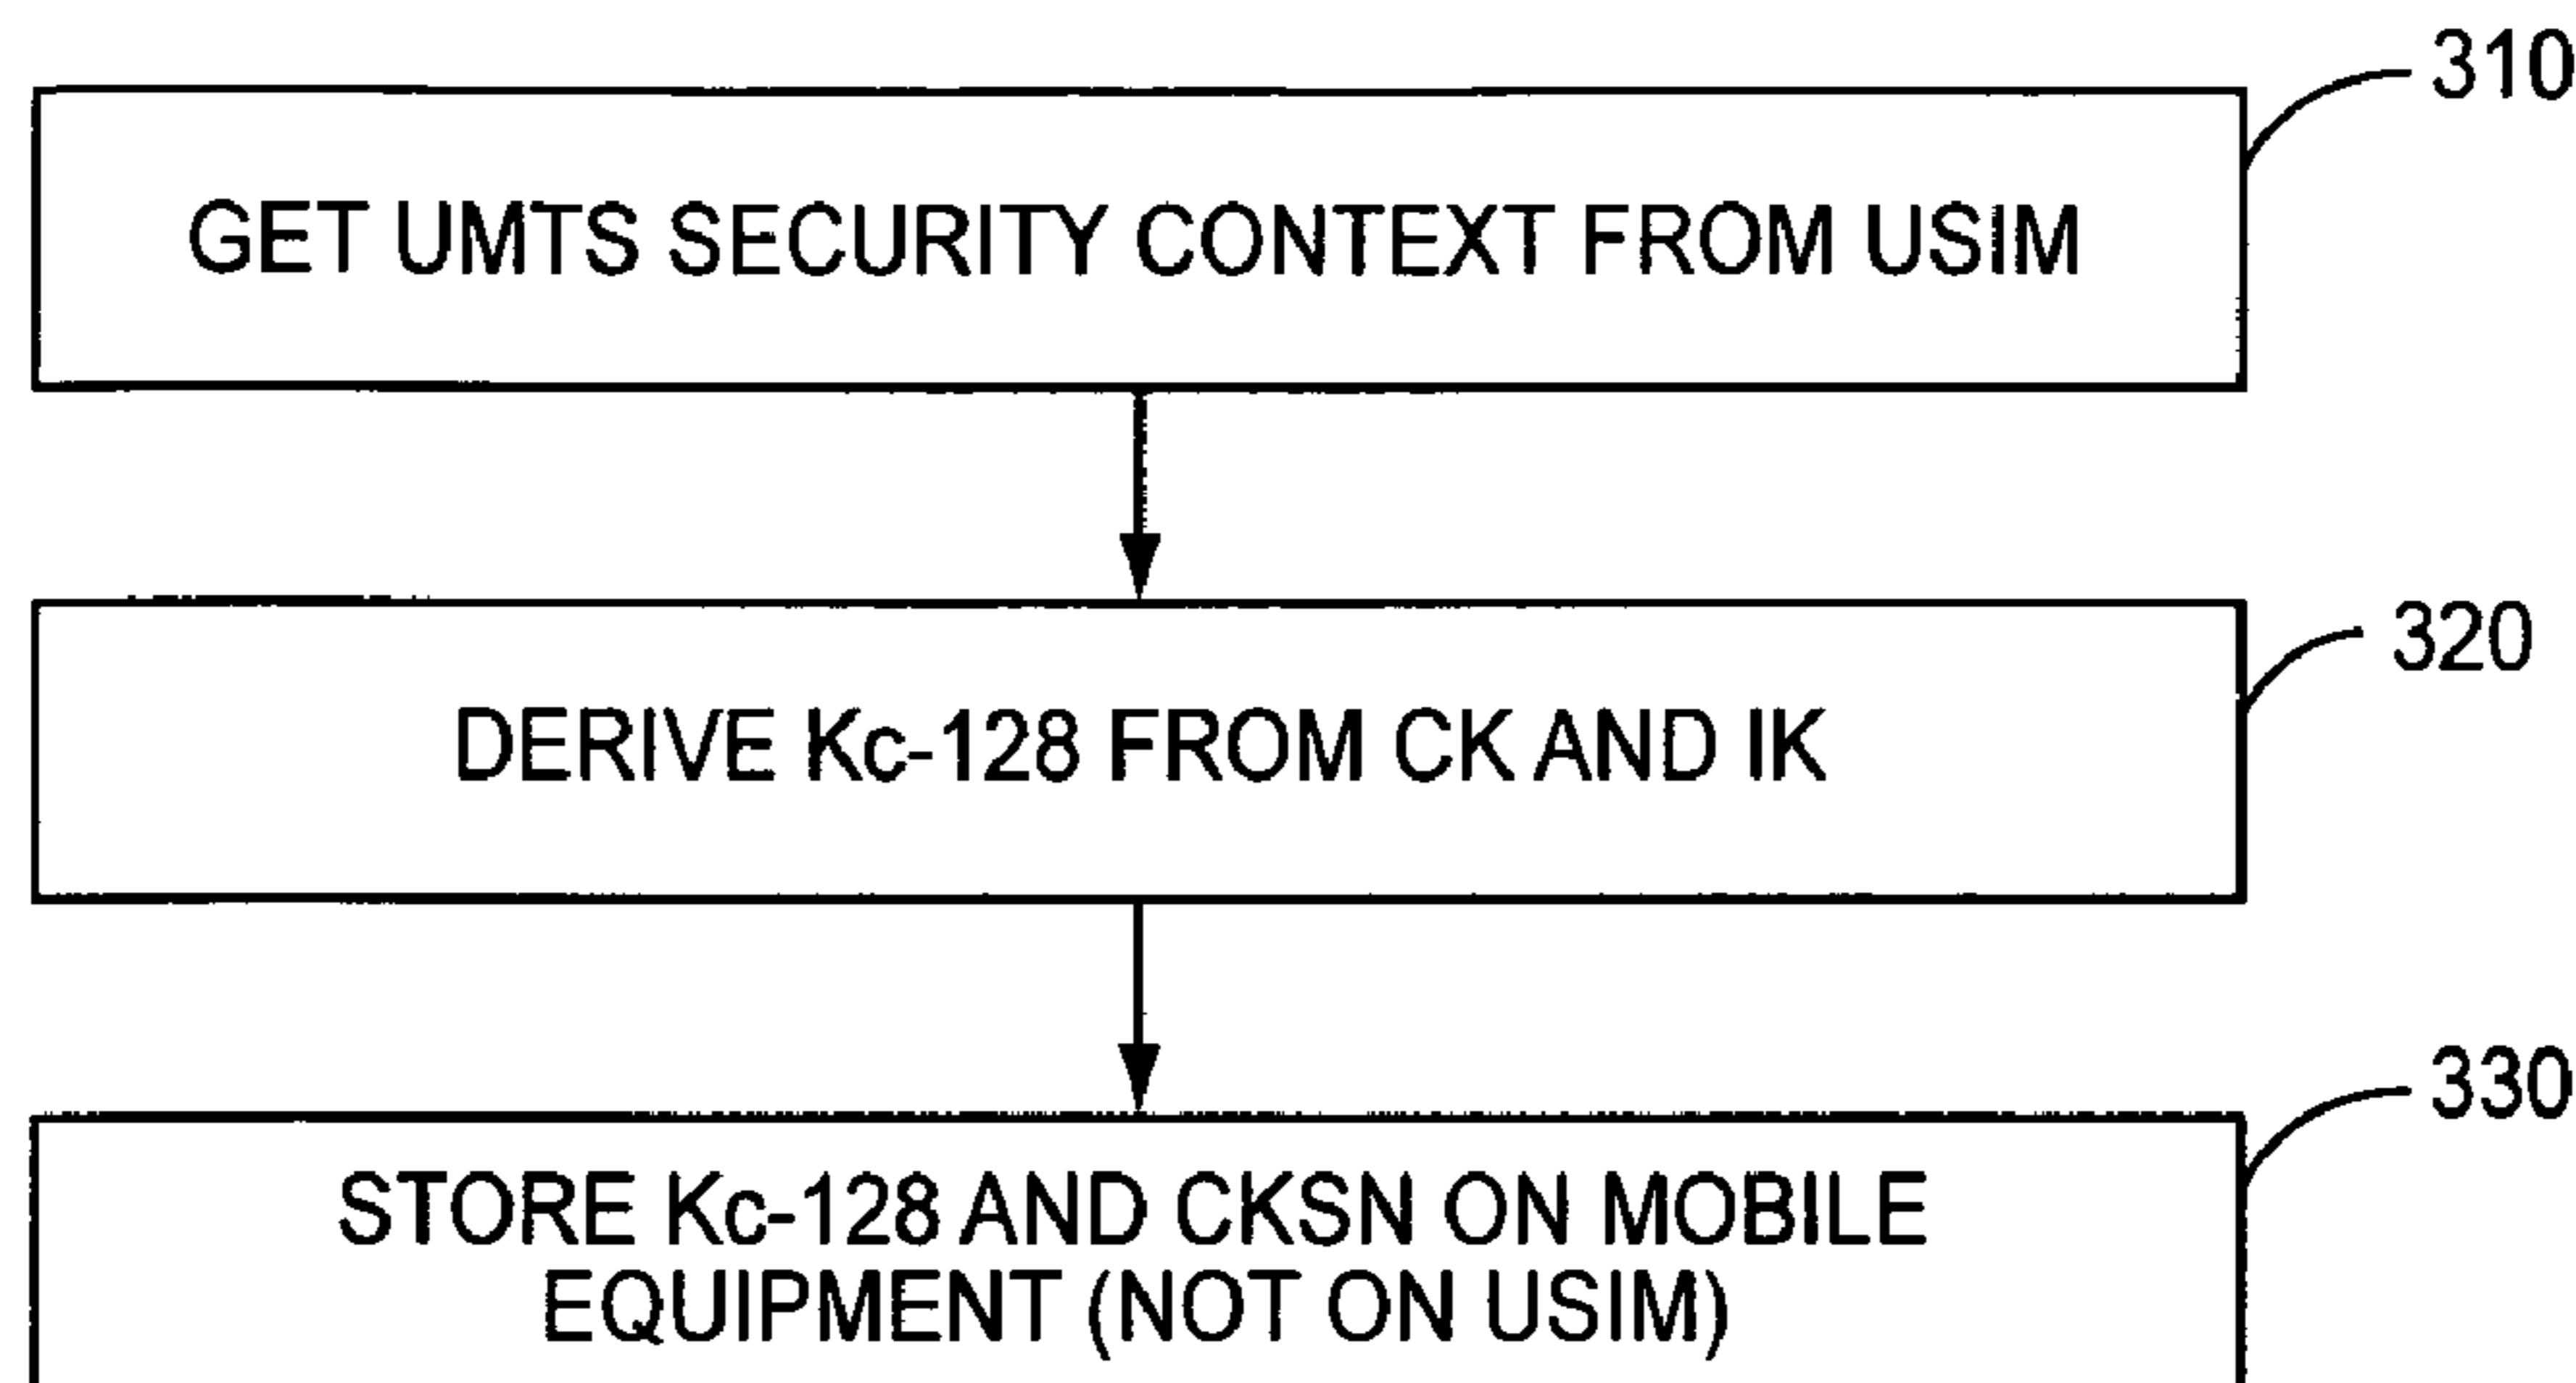 310
GET UMTS SECURITY CONTEXT FROM USIM
320
DERIVE Kc-128 FROM CK AND IK
330
STORE Kc-128 AND CKSN ON MOBILE
EQUIPMENT (NOT ON USIM)